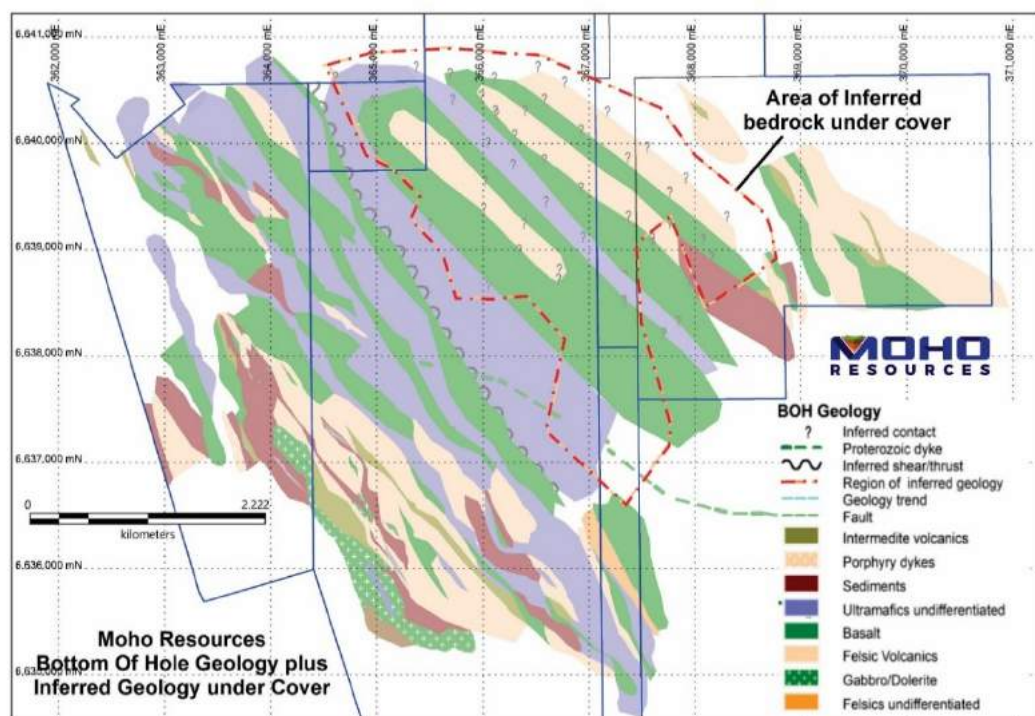 6,641,000 mN
362,000 mE
363,000 mE
364,000 mE
365,000 mE
366,000 mE
367,000 mE
368,000 mE
369,000 mE
370,000 mE
371,000 mE
Area of Inferred
bedrock under cover
6,640,000 mN
6,639,000 mN
6,638,000 mN
6,637,000 mN
6,636,000 mN
MOHO
RESOURCES
BOH Geology
? Inferred contact
Proterozoic dyke
Inferred shear/thrust
Region of inferred geology
Geology trend
Fault
Intermedite volcanics
Porphyry dykes
Sediments
Ultramafics undifferentiated
Basalt
Felsic Volcanics
Gabbro/Dolerite
Felsics undifferentiated
0 2.222
kilometers
Moho Resources
Bottom Of Hole Geology plus
Inferred Geology under Cover